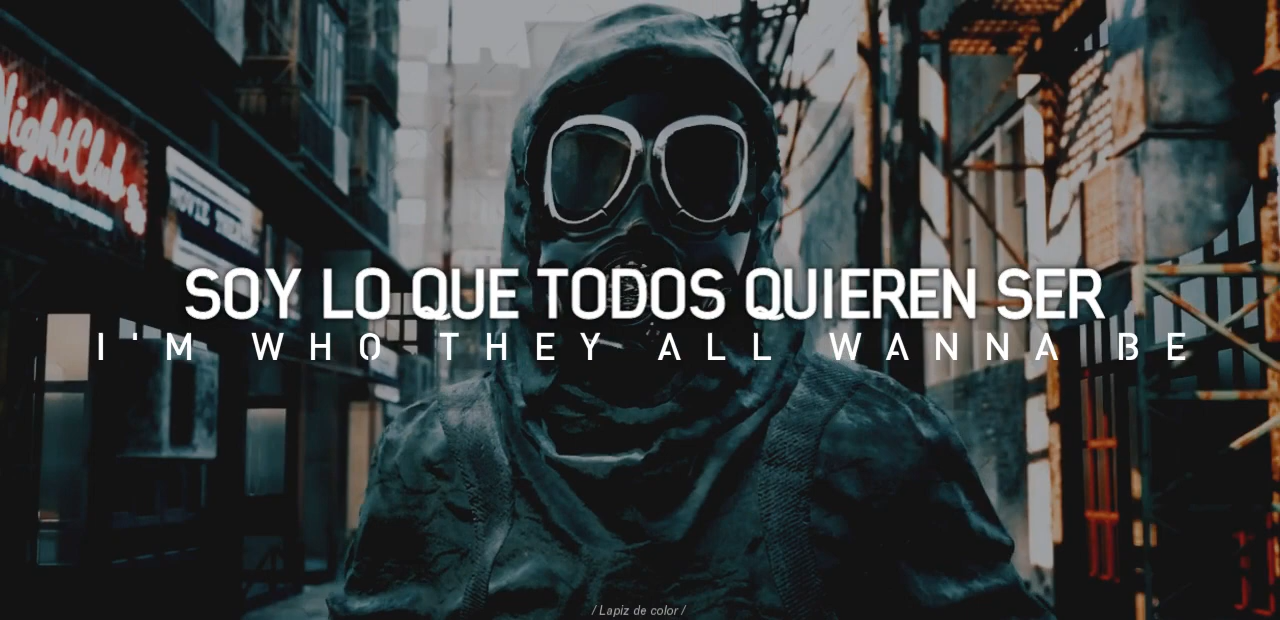 NightClub
SOY LO QUE TODOS QUIEREN SER
I'M WHO THEY ALL WANNA BE
/ Lapiz de color /